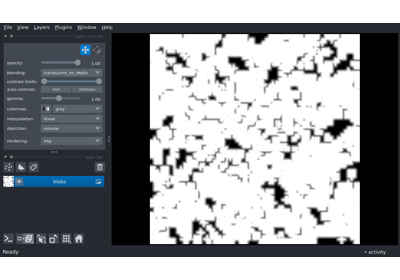 File View Layers Plugins Window Help
opacity: 1.00
blending: translucent_no_depth
contrast limits:
auto-contrast: once continuous
gamma: 1.00
colormap: gray
interpolation: linear
depiction: volume
rendering: mip
blobs
Ready
activity